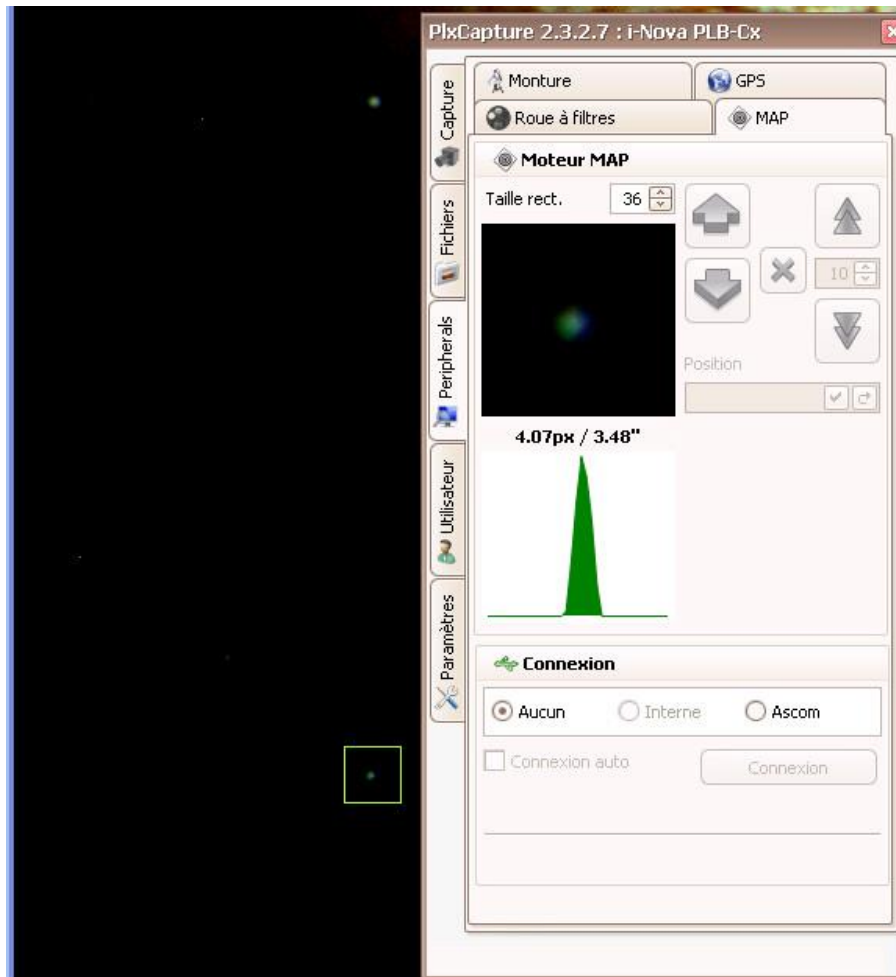 PlxCapture 2.3.2.7 : i-Nova PLB-Cx
Capture
Fichiers
Peripherals
Utilisateur
Paramètres
Monture
GPS
Roue à filtres
MAP
Moteur MAP
Taille rect. 36
10
Position
4.07px / 3.48"
Connexion
Aucun Interne Ascom
Connexion auto Connexion